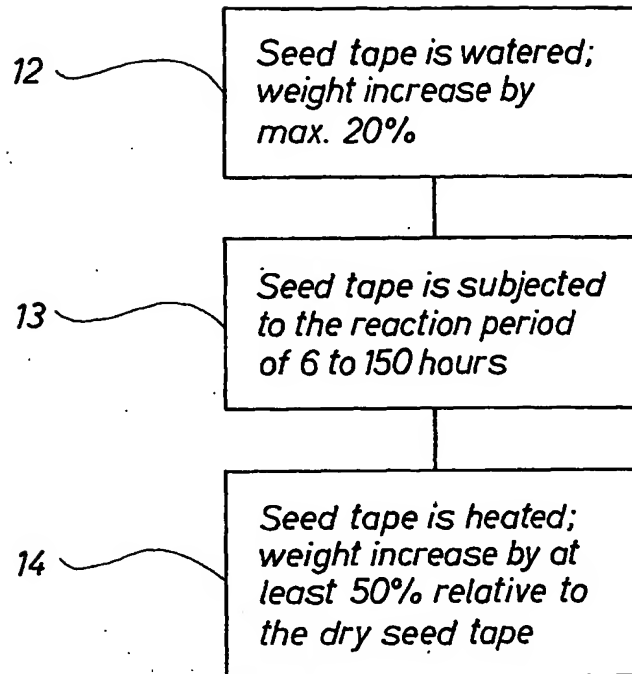 12
Seed tape is watered;
weight increase by
max. 20%
13
Seed tape is subjected
to the reaction period
of 6 to 150 hours
14
Seed tape is heated;
weight increase by at
least 50% relative to
the dry seed tape